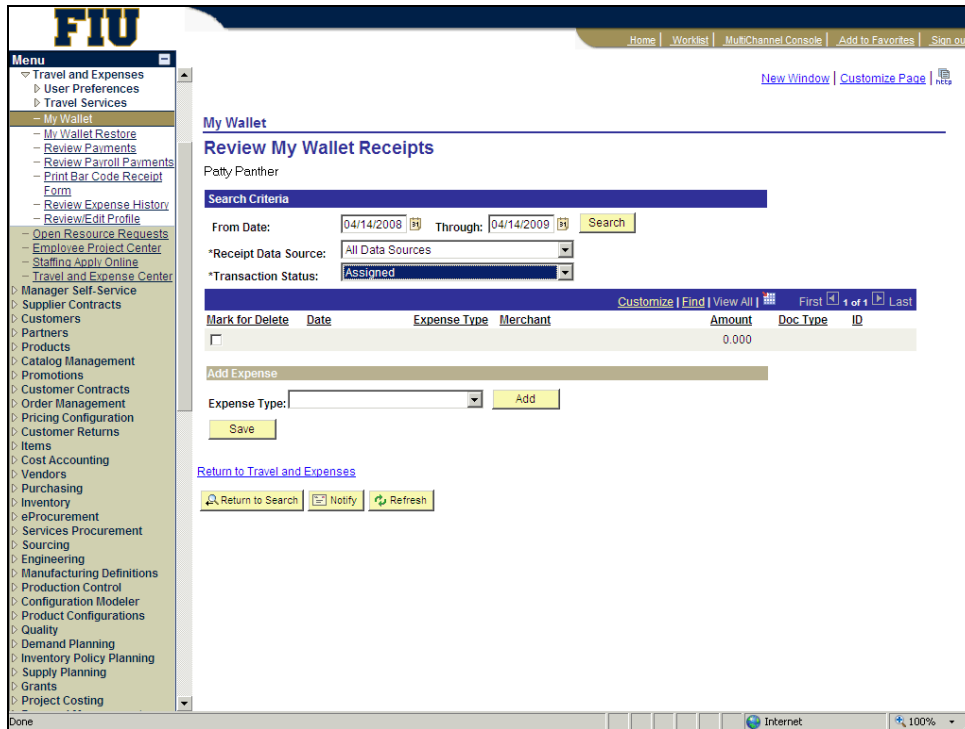 FIU
Home | Worklist | MultiChannel Console | Add to Favorites | Sign ou
Menu
New Window | Customize Page | http
Travel and Expenses
User Preferences
Travel Services
– My Wallet
– My Wallet Restore
– Review Payments
– Review Payroll Payments
– Print Bar Code Receipt
Form
– Review Expense History
– Review/Edit Profile
– Open Resource Requests
– Employee Project Center
– Staffing Apply Online
– Travel and Expense Center
Manager Self-Service
Supplier Contracts
Customers
Partners
Products
Catalog Management
Promotions
Customer Contracts
Order Management
Pricing Configuration
Customer Returns
Items
Cost Accounting
Vendors
Purchasing
Inventory
eProcurement
Services Procurement
Sourcing
Engineering
Manufacturing Definitions
Production Control
Configuration Modeler
Product Configurations
Quality
Demand Planning
Inventory Policy Planning
Supply Planning
Grants
Project Costing
My Wallet
Review My Wallet Receipts
Patty Panther
Search Criteria
From Date: 04/14/2008 31 Through: 04/14/2009 31 Search
*Receipt Data Source: All Data Sources
*Transaction Status: Assigned
Customize | Find | View All | First 1 of 1 Last
Mark for Delete Date Expense Type Merchant Amount Doc Type ID
0.000
Add Expense
Expense Type: Add
Save
Return to Travel and Expenses
Return to Search Notify Refresh
Done Internet 100%